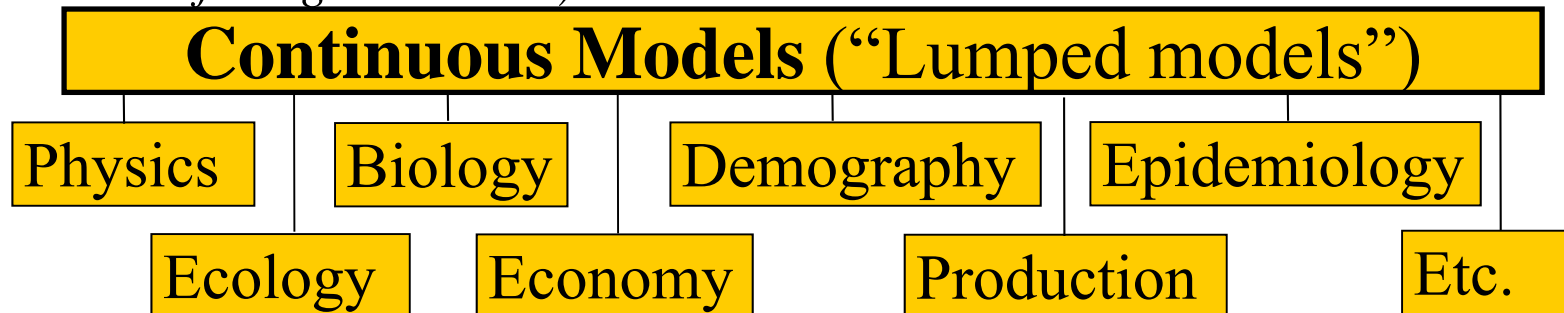 Continuous Models (“Lumped models”)
Physics Biology Demography Epidemiology
Ecology Economy Production Etc.